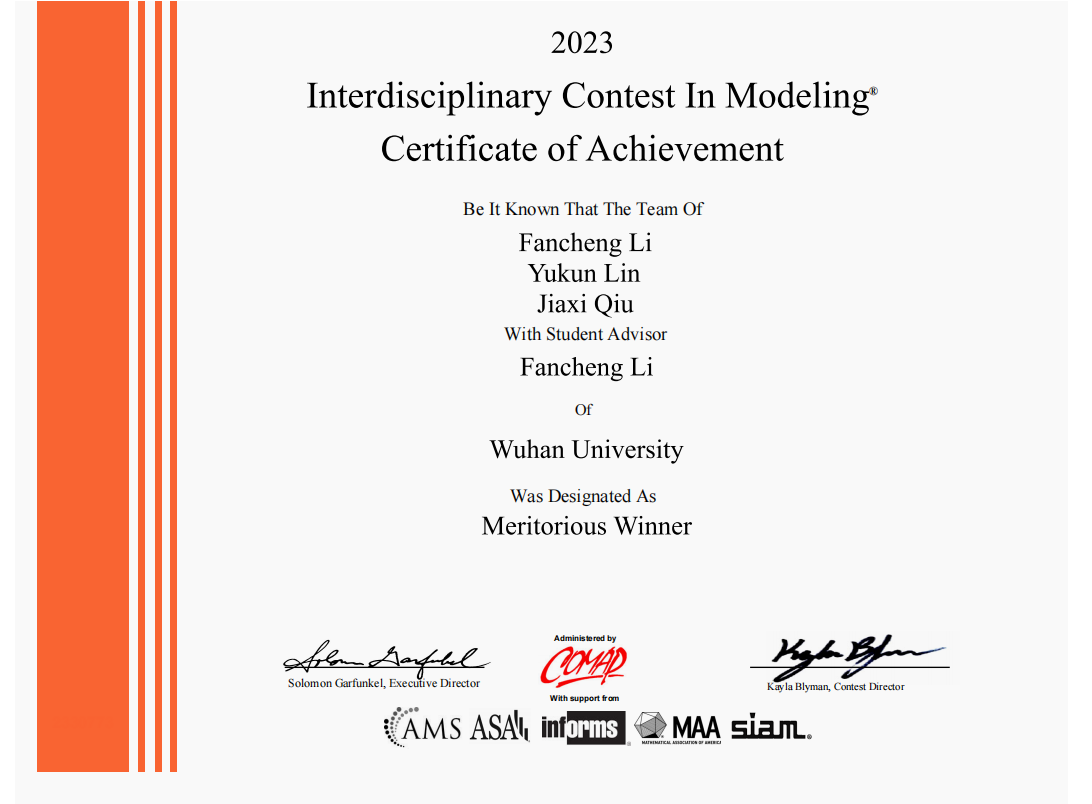 2023
Interdisciplinary Contest In Modeling®
Certificate of Achievement
Be It Known That The Team Of
Fancheng Li
Yukun Lin
Jiaxi Qiu
With Student Advisor
Fancheng Li
Of
Wuhan University
Was Designated As
Meritorious Winner
Solomon Garfunkel
Solomon Garfunkel, Executive Director
Administered by
COMAP
With support from
Kayla Blyman
Kayla Blyman, Contest Director
AMS ASA informs® MAA siam®
MATHEMATICAL ASSOCIATION OF AMERICA